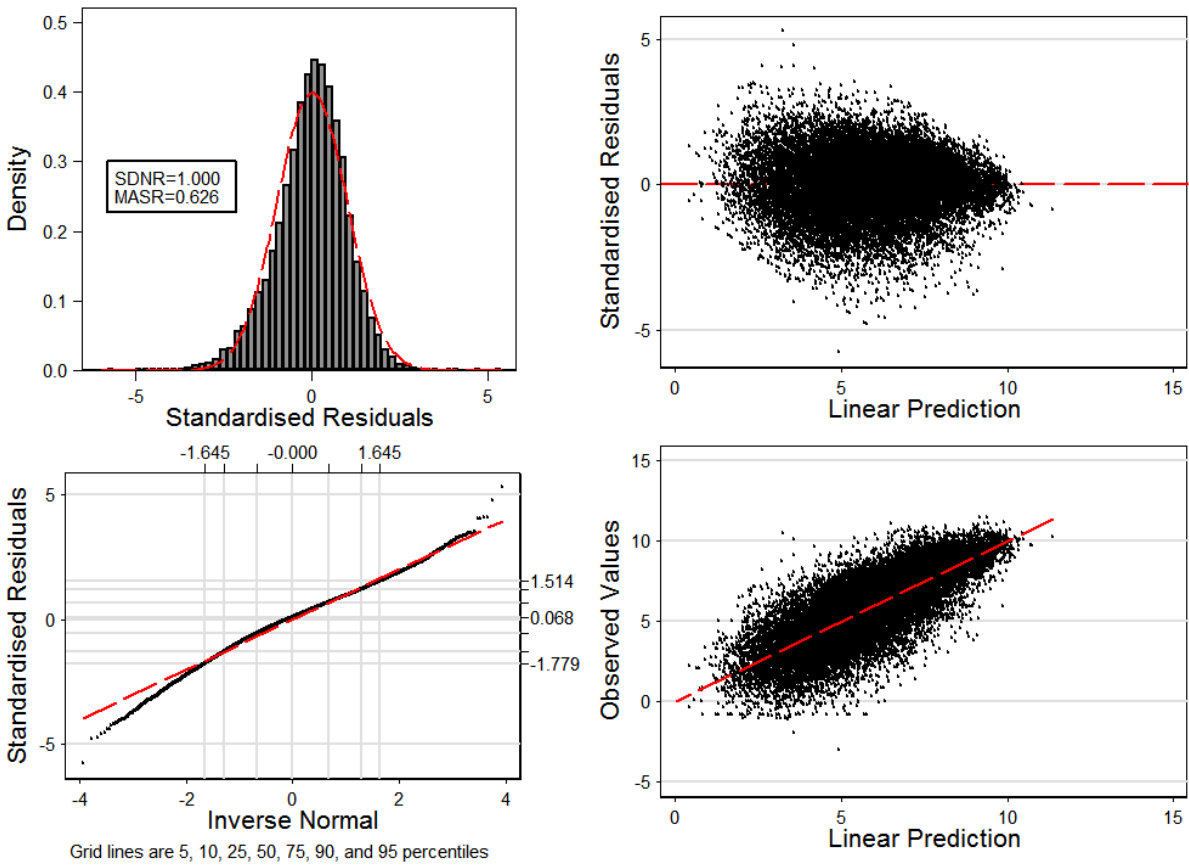 0.5
0.4
0.3
0.2
0.1
0.0
Density
SDNR=1.000
MASR=0.626
-5 0 5
Standardised Residuals
5
0
-5
Standardised Residuals
0 5 10 15
Linear Prediction
-1.645 -0.000 1.645
5
0
-5
Standardised Residuals
1.514
0.068
-1.779
-4 -2 0 2 4
Inverse Normal
Grid lines are 5, 10, 25, 50, 75, 90, and 95 percentiles
15
10
5
0
-5
Observed Values
0 5 10 15
Linear Prediction